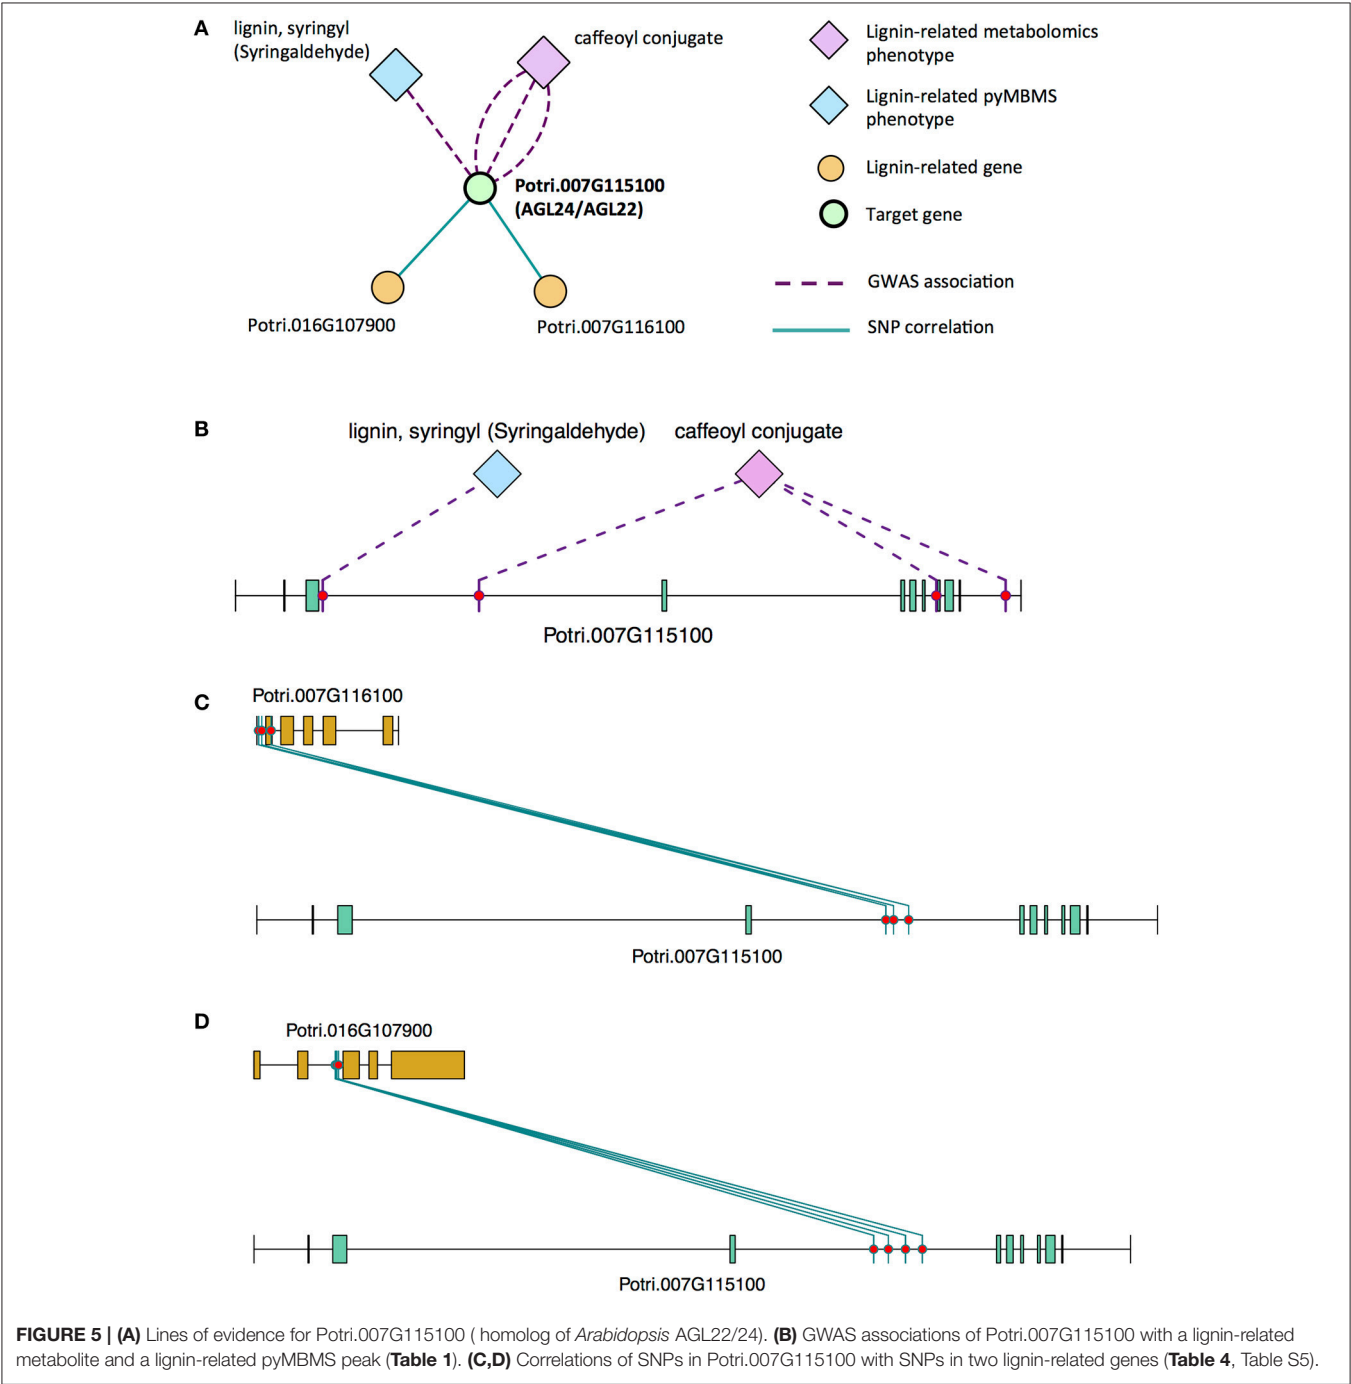 A
lignin, syringyl
(Syringaldehyde)
caffeoyl conjugate
Potri.007G115100
(AGL24/AGL22)
Potri.016G107900
Potri.007G116100
Lignin-related metabolomics
phenotype
Lignin-related pyMBMS
phenotype
Lignin-related gene
Target gene
GWAS association
SNP correlation
B
lignin, syringyl (Syringaldehyde)
caffeoyl conjugate
Potri.007G115100
C
Potri.007G116100
Potri.007G115100
D
Potri.016G107900
Potri.007G115100
FIGURE 5 | (A) Lines of evidence for Potri.007G115100 ( homolog of Arabidopsis AGL22/24). (B) GWAS associations of Potri.007G115100 with a lignin-related
metabolite and a lignin-related pyMBMS peak (Table 1). (C,D) Correlations of SNPs in Potri.007G115100 with SNPs in two lignin-related genes (Table 4, Table S5).